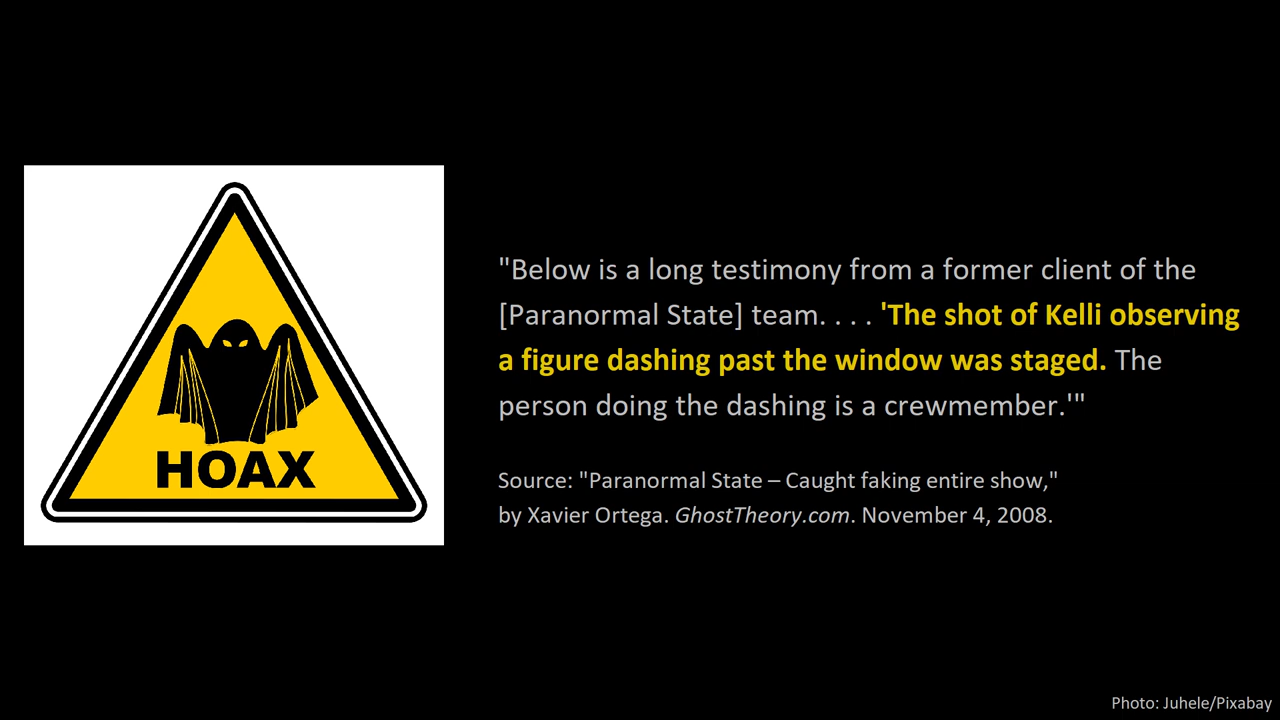 HOAX
"Below is a long testimony from a former client of the
[Paranormal State] team. . . . 'The shot of Kelli observing
a figure dashing past the window was staged. The
person doing the dashing is a crewmember.'"
Source: "Paranormal State – Caught faking entire show,"
by Xavier Ortega. GhostTheory.com. November 4, 2008.
Photo: Juhele/Pixabay